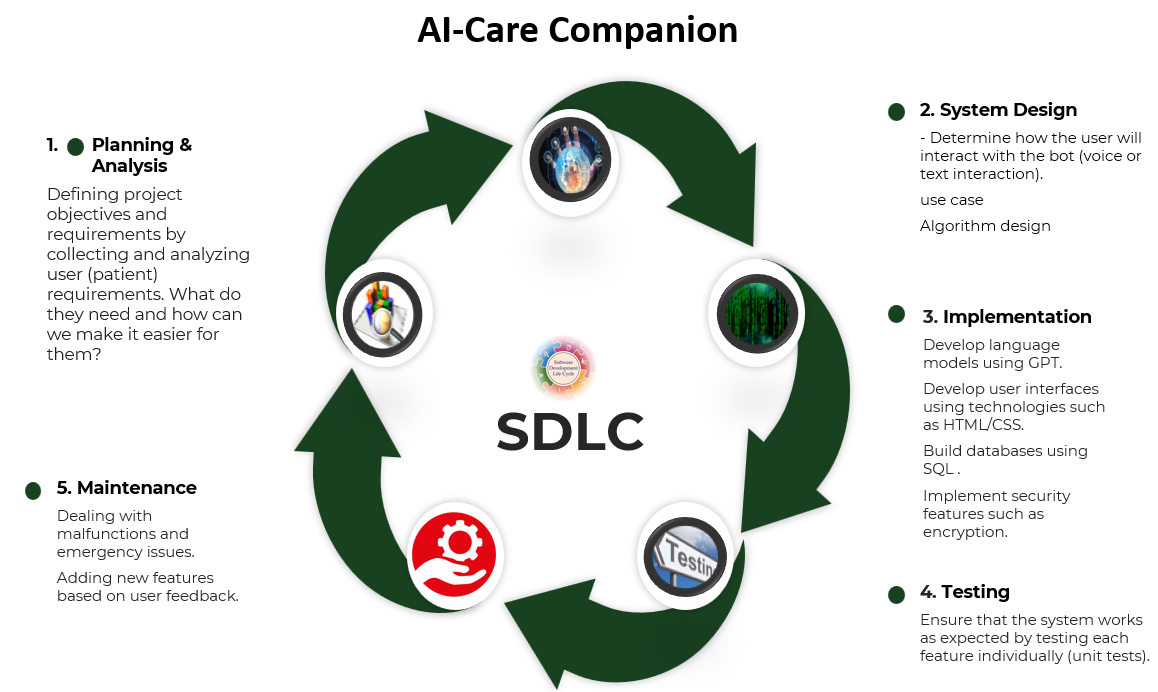 AI-Care Companion
1. Planning &
Analysis
Defining project
objectives and
requirements by
collecting and analyzing
user (patient)
requirements. What do
they need and how can
we make it easier for
them?
2. System Design
- Determine how the user will
interact with the bot (voice or
text interaction).
use case
Algorithm design
3. Implementation
Develop language
models using GPT.
Develop user interfaces
using technologies such
as HTML/CSS.
Build databases using
SQL .
Implement security
features such as
encryption.
4. Testing
Ensure that the system works
as expected by testing each
feature individually (unit tests).
5. Maintenance
Dealing with
malfunctions and
emergency issues.
Adding new features
based on user feedback.
Software
Development
Life Cycle
SDLC
Testin